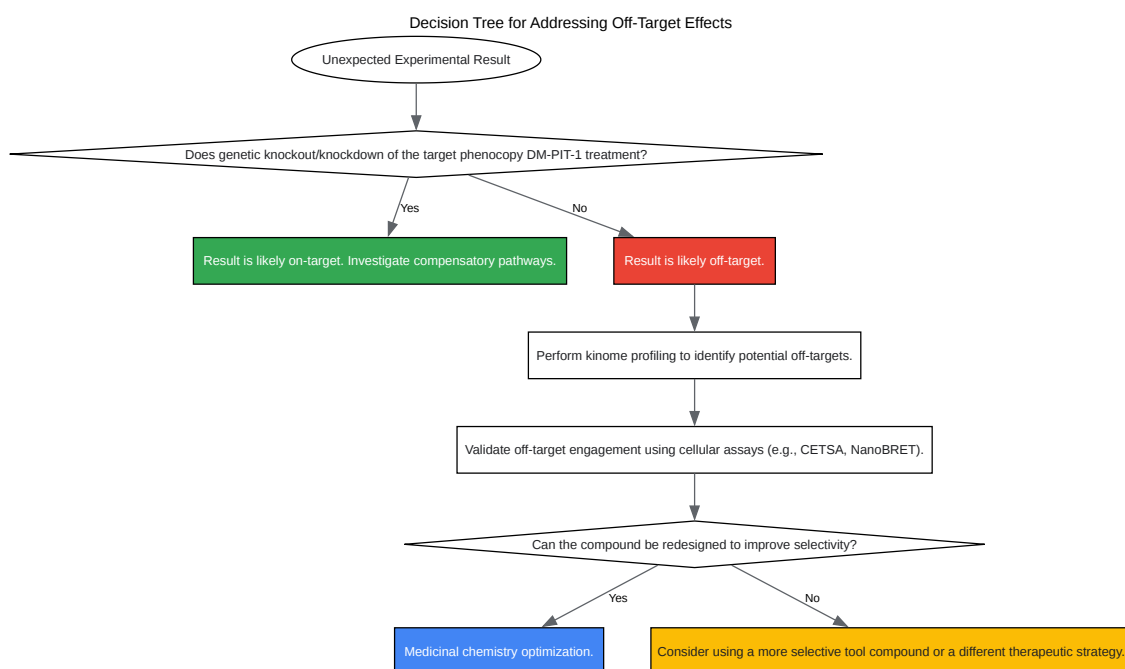 Decision Tree for Addressing Off-Target Effects
Unexpected Experimental Result
Does genetic knockout/knockdown of the target phenocopy DM-PIT-1 treatment?
Yes
No
Result is likely on-target. Investigate compensatory pathways.
Result is likely off-target.
Perform kinome profiling to identify potential off-targets.
Validate off-target engagement using cellular assays (e.g., CETSA, NanoBRET).
Can the compound be redesigned to improve selectivity?
Yes
No
Medicinal chemistry optimization.
Consider using a more selective tool compound or a different therapeutic strategy.